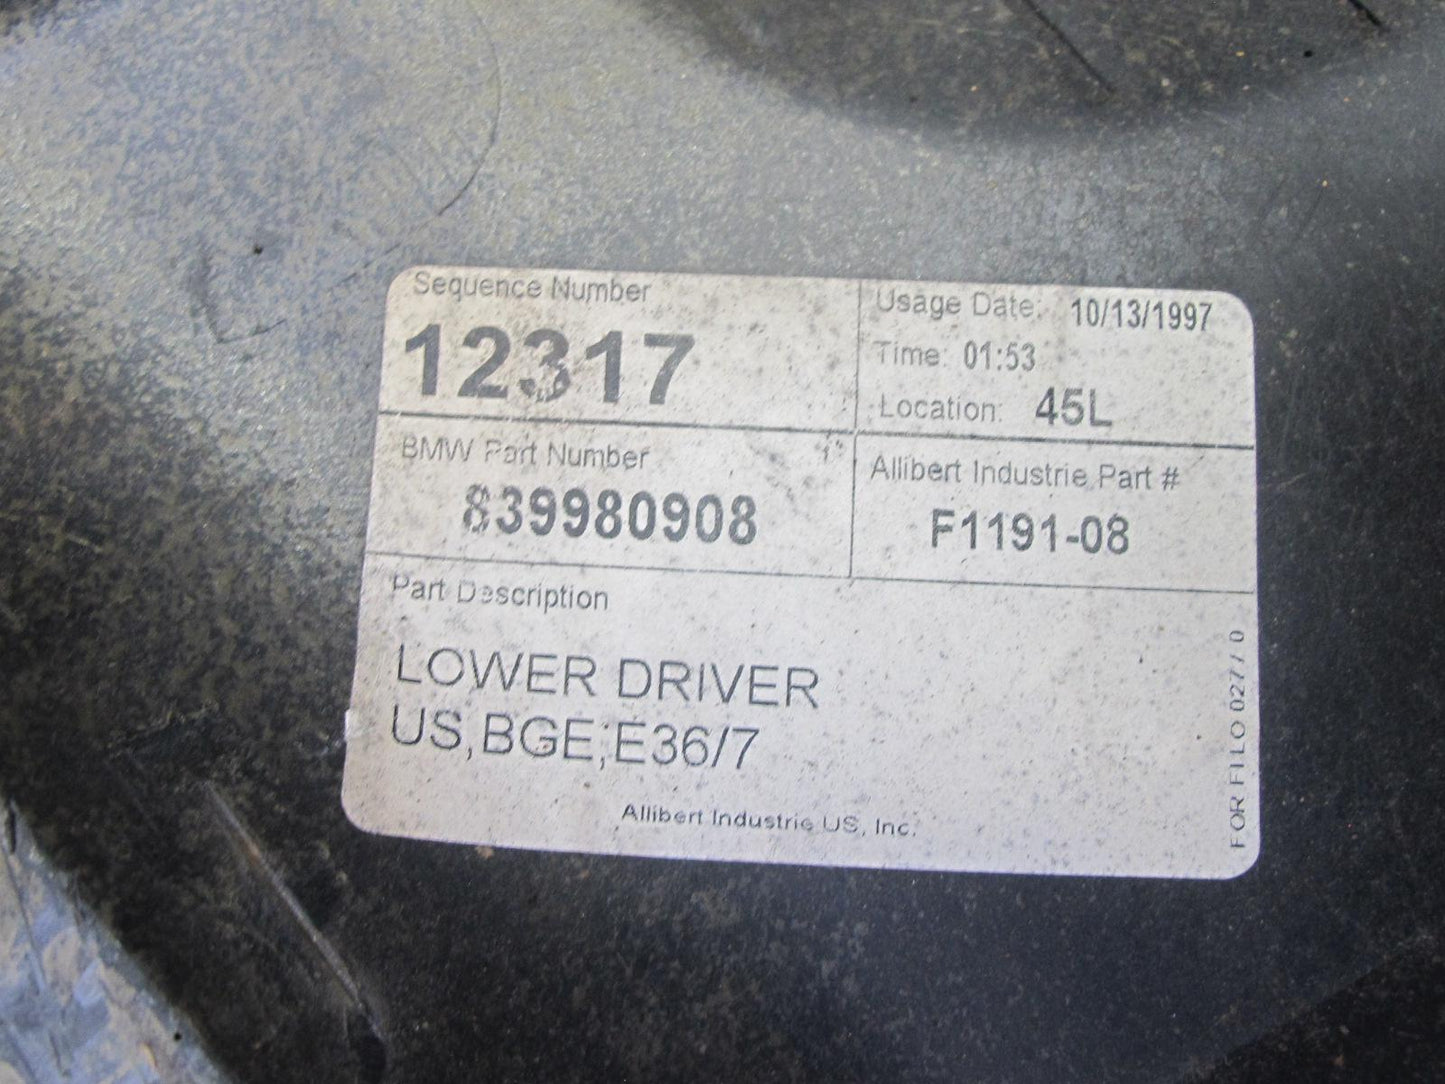 Sequence Number
12317
Usage Date: 10/13/1997
Time: 01:53
Location: 45L
BMW Part Number
839980908
Allibert Industrie Part #
F1191-08
Part Description
LOWER DRIVER
US,BGE;E36/7
Allibert Industrie US, Inc.
FOR